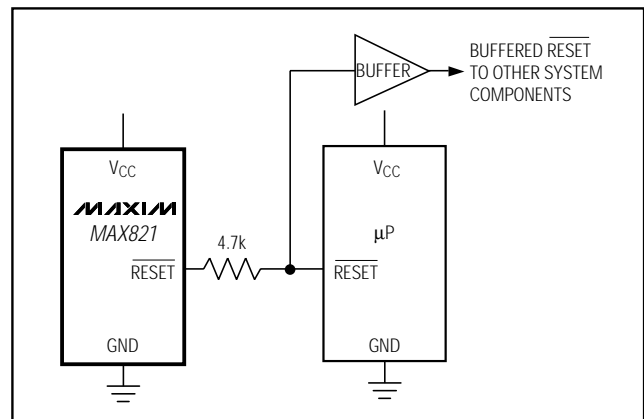 BUFFER
BUFFERED RESET
TO OTHER SYSTEM
COMPONENTS
VCC
MAXIM
MAX821
RESET
GND
4.7k
VCC
μP
RESET
GND